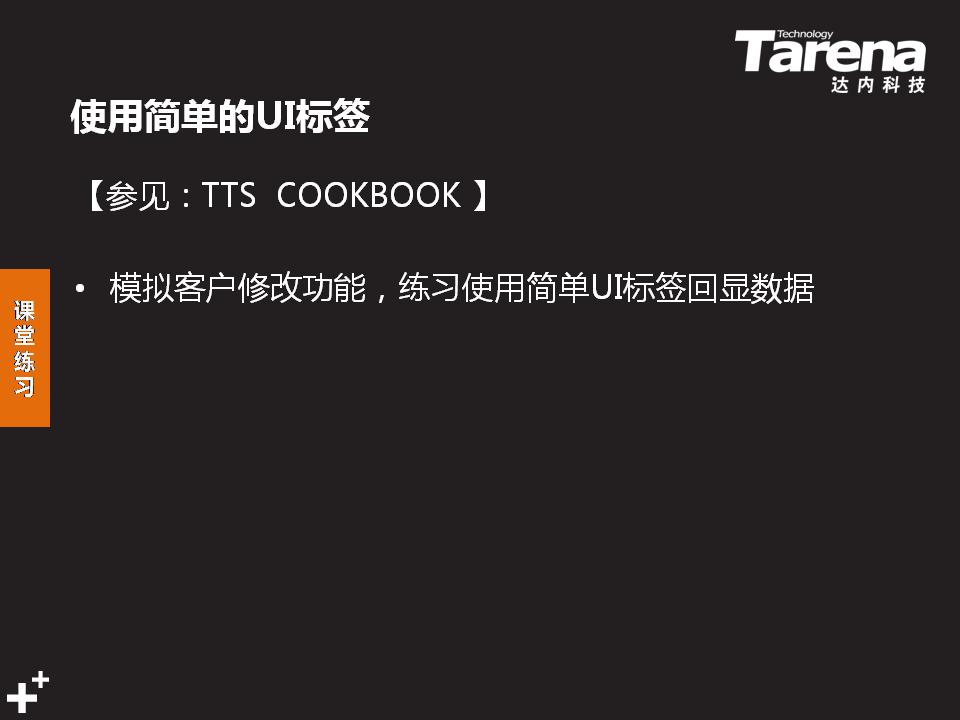 Technology
Tarena
达内科技
使用简单的UI标签
【参见：TTS COOKBOOK 】
• 模拟客户修改功能，练习使用简单UI标签回显数据
课
堂
练
习